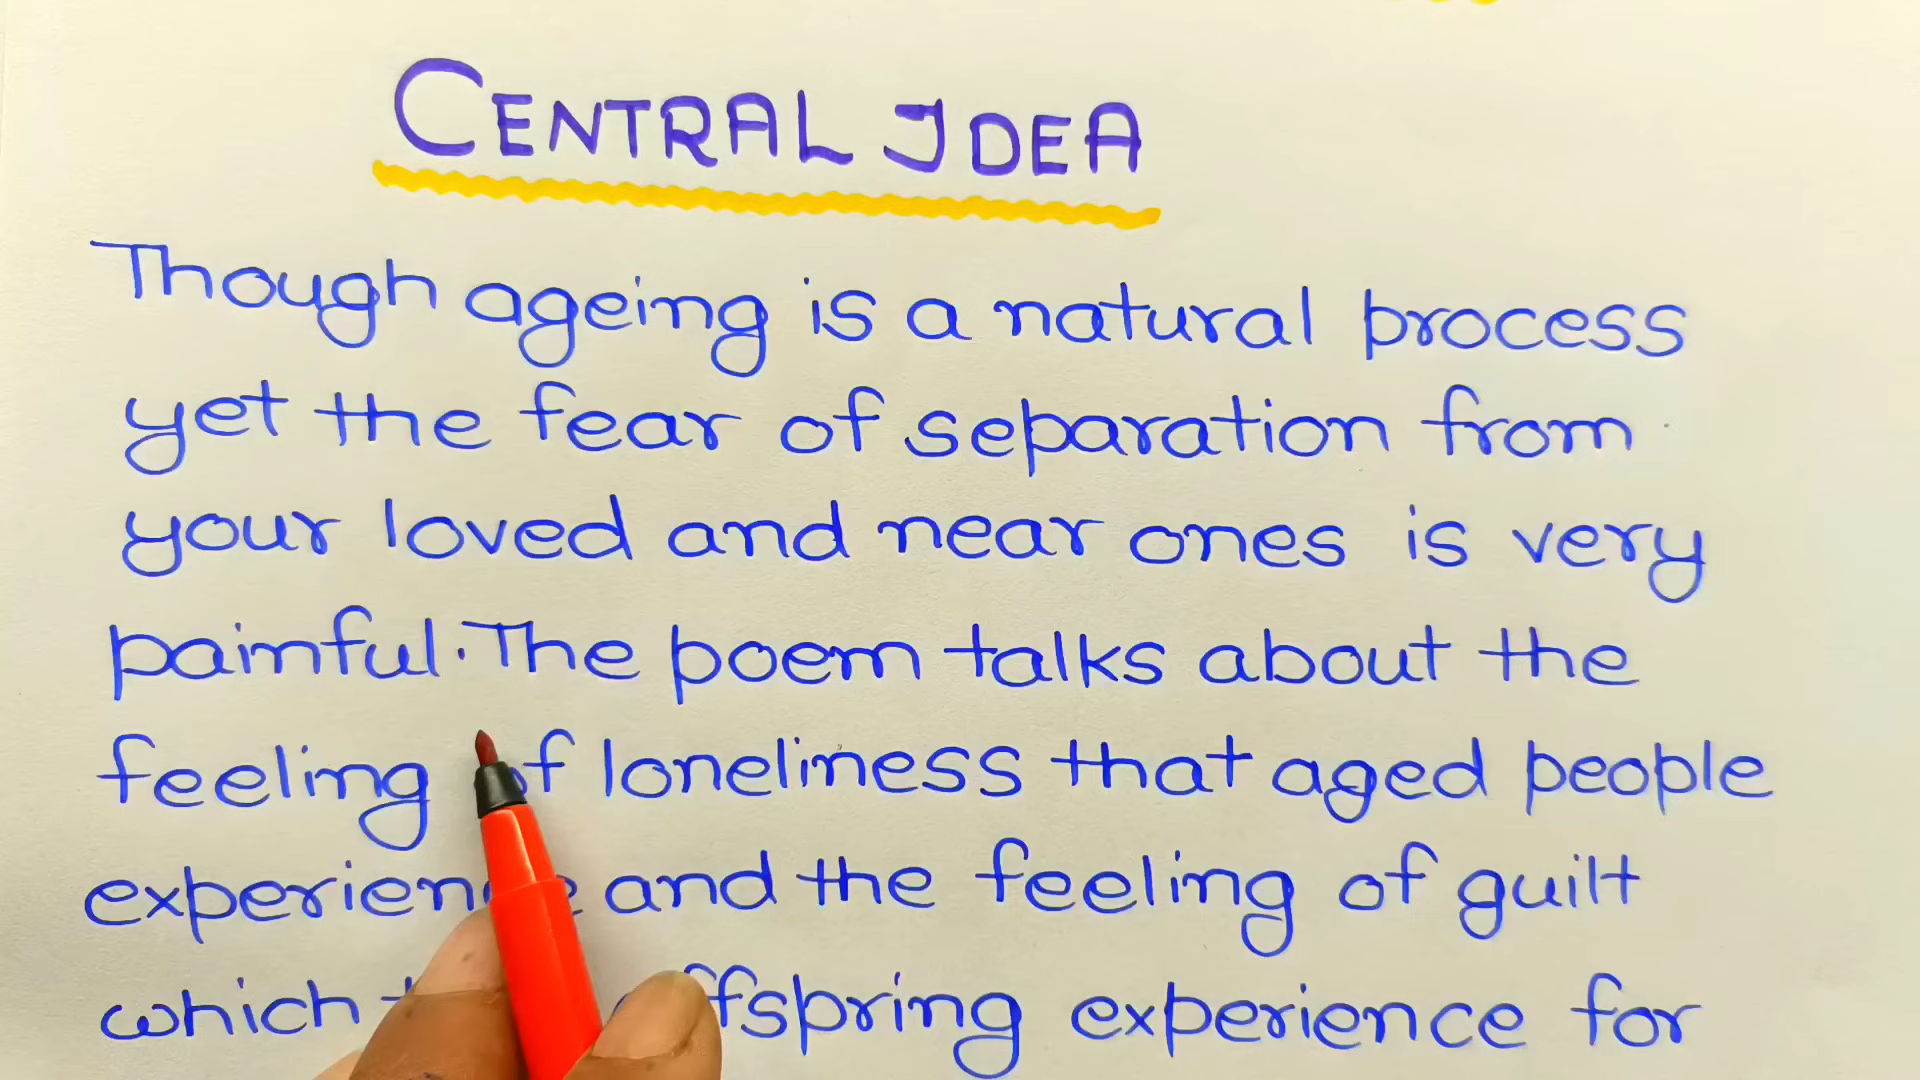 CENTRAL IDEA
Though ageing is a natural process
yet the fear of separation from
your loved and near ones is very
painful. The poem talks about the
feeling of loneliness that aged people
experience and the feeling of guilt
which offspring experience for